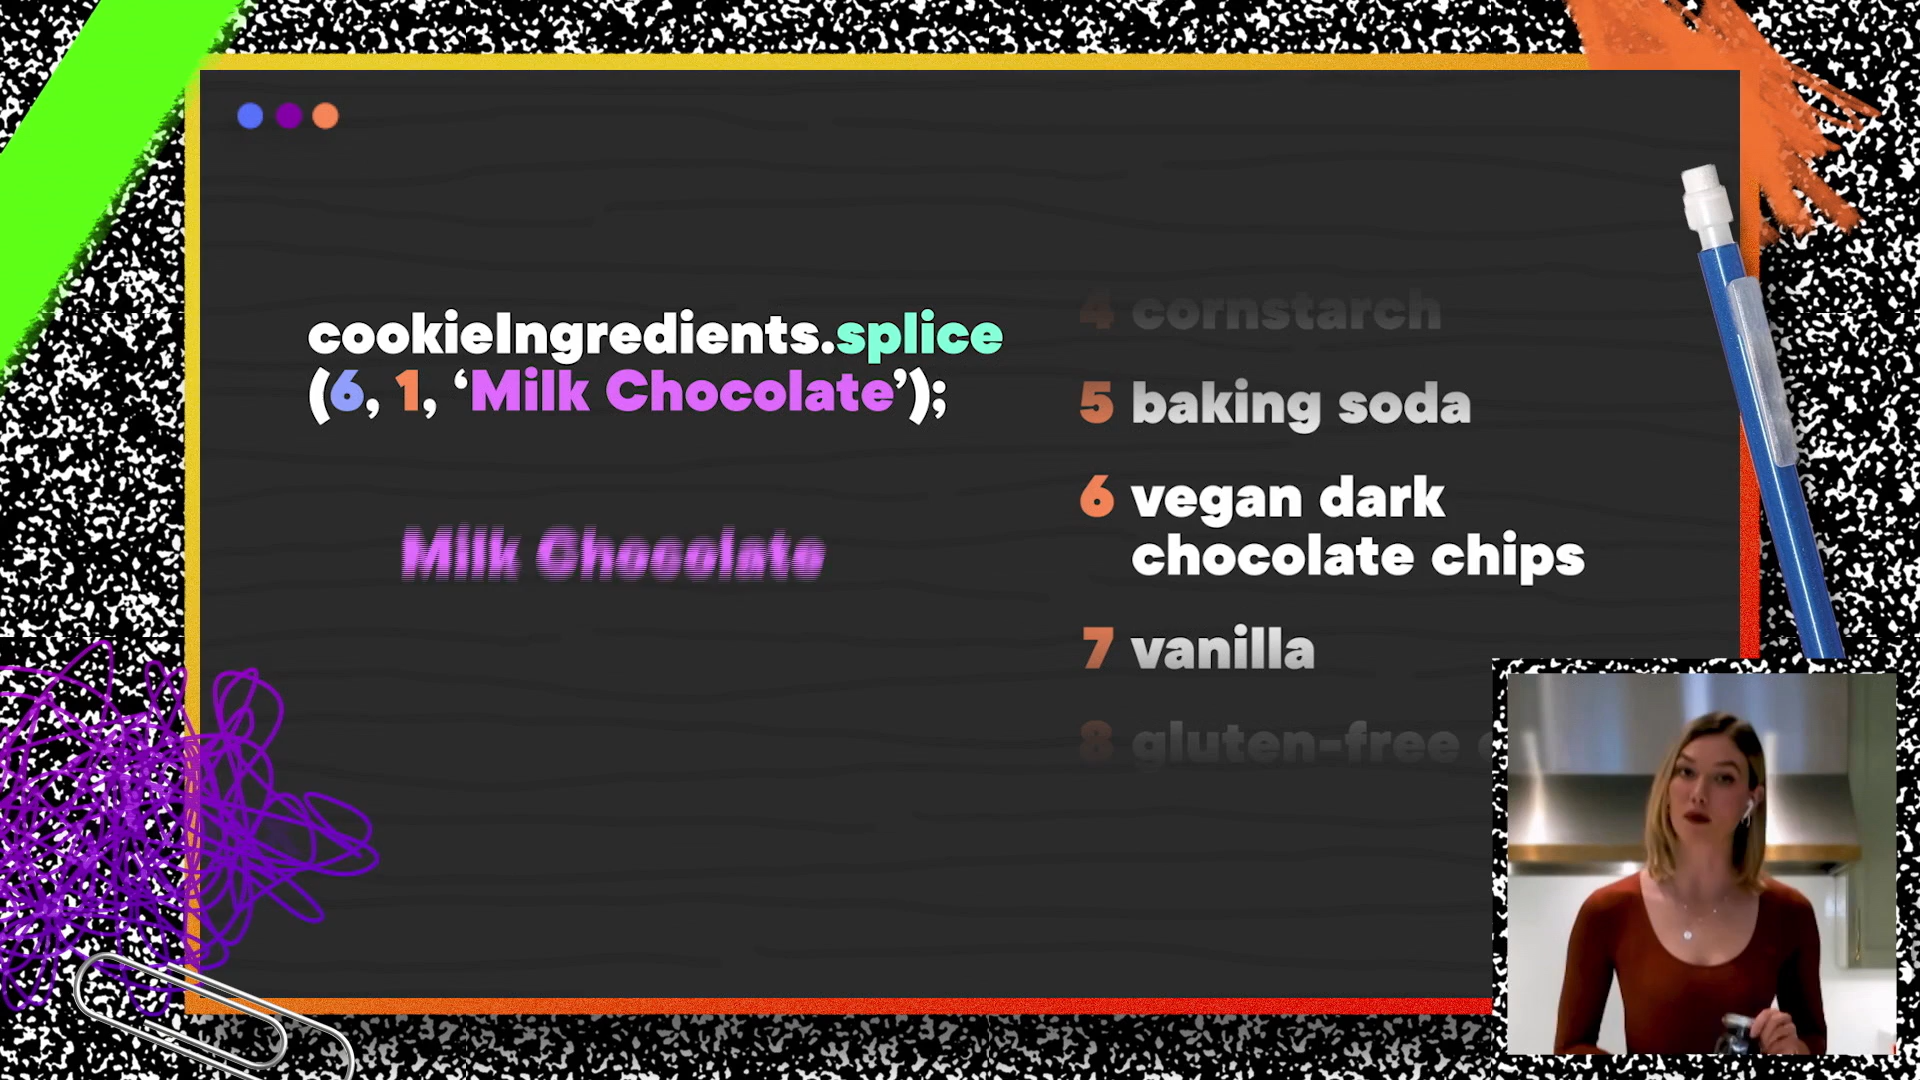 cookieIngredients.splice
(6, 1, ‘Milk Chocolate’);
Milk Chocolate
4 cornstarch
5 baking soda
6 vegan dark
chocolate chips
7 vanilla
8 gluten-free